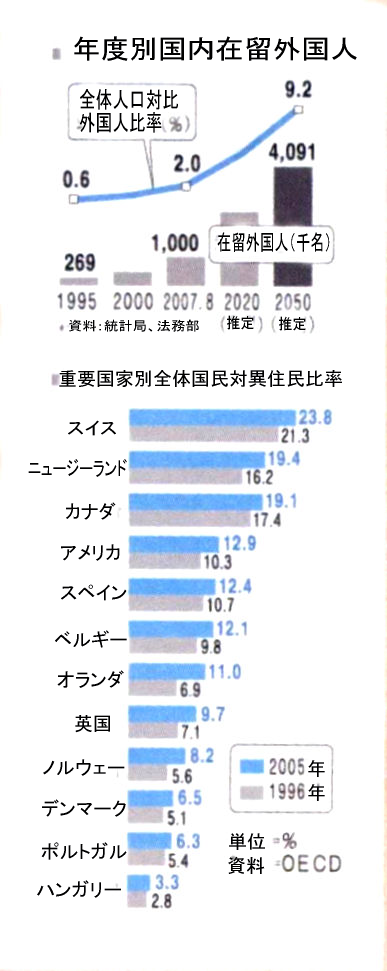 年度別国内在留外国人
全体人口対比
外国人比率(%)
9.2
2.0
0.6
4,091
1,000
269
在留外国人(千名)
1995 2000 2007.8 2020 2050
(推定) (推定)
資料:統計局、法務部
重要国家別全体国民対異住民比率
スイス 23.8
21.3
ニュージーランド 19.4
16.2
カナダ 19.1
17.4
アメリカ 12.9
10.3
スペイン 12.4
10.7
ベルギー 12.1
9.8
オランダ 11.0
6.9
英国 9.7
7.1
ノルウェー 8.2
5.6
デンマーク 6.5
5.1
ポルトガル 6.3
5.4
ハンガリー 3.3
2.8
2005年
1996年
単位=%
資料=OECD